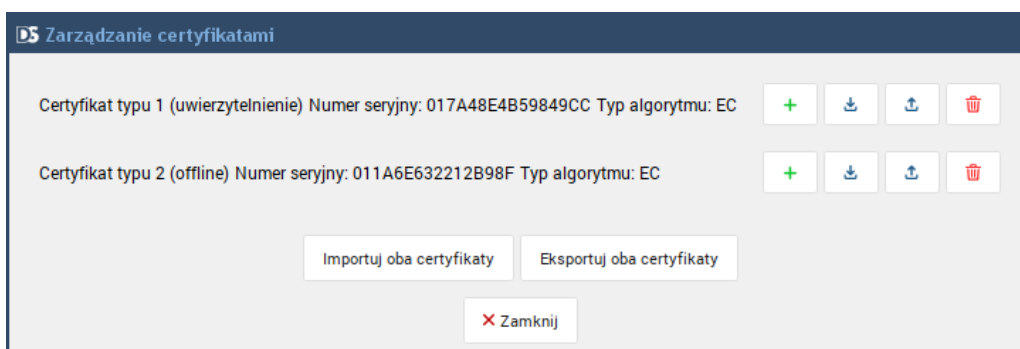 DS Zarządzanie certyfikatami
Certyfikat typu 1 (uwierzytelnienie) Numer seryjny: 017A48E4B59849CC Typ algorytmu: EC
Certyfikat typu 2 (offline) Numer seryjny: 011A6E632212B98F Typ algorytmu: EC
Importuj oba certyfikaty Eksportuj oba certyfikaty
Zamknij